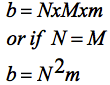 b = NxMxm
or if N = M
b = N²m